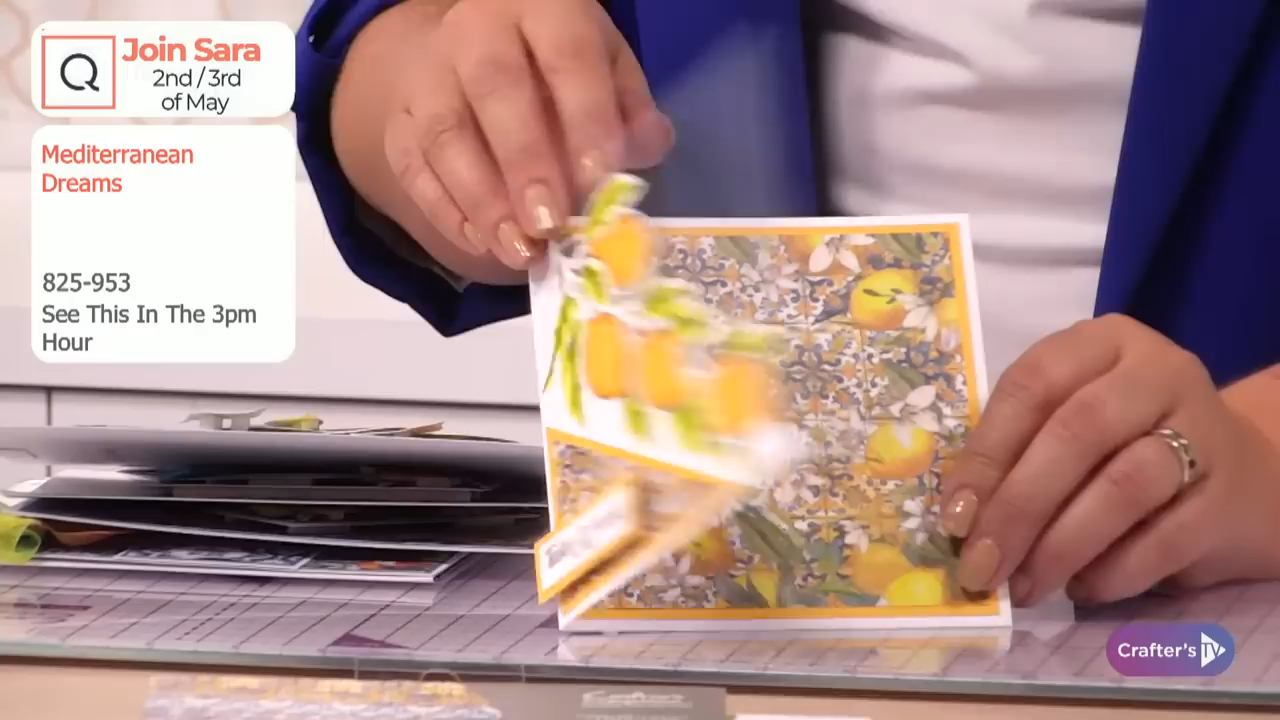 Q
Join Sara
2nd / 3rd
of May
Mediterranean
Dreams
825-953
See This In The 3pm
Hour
Crafter's TV